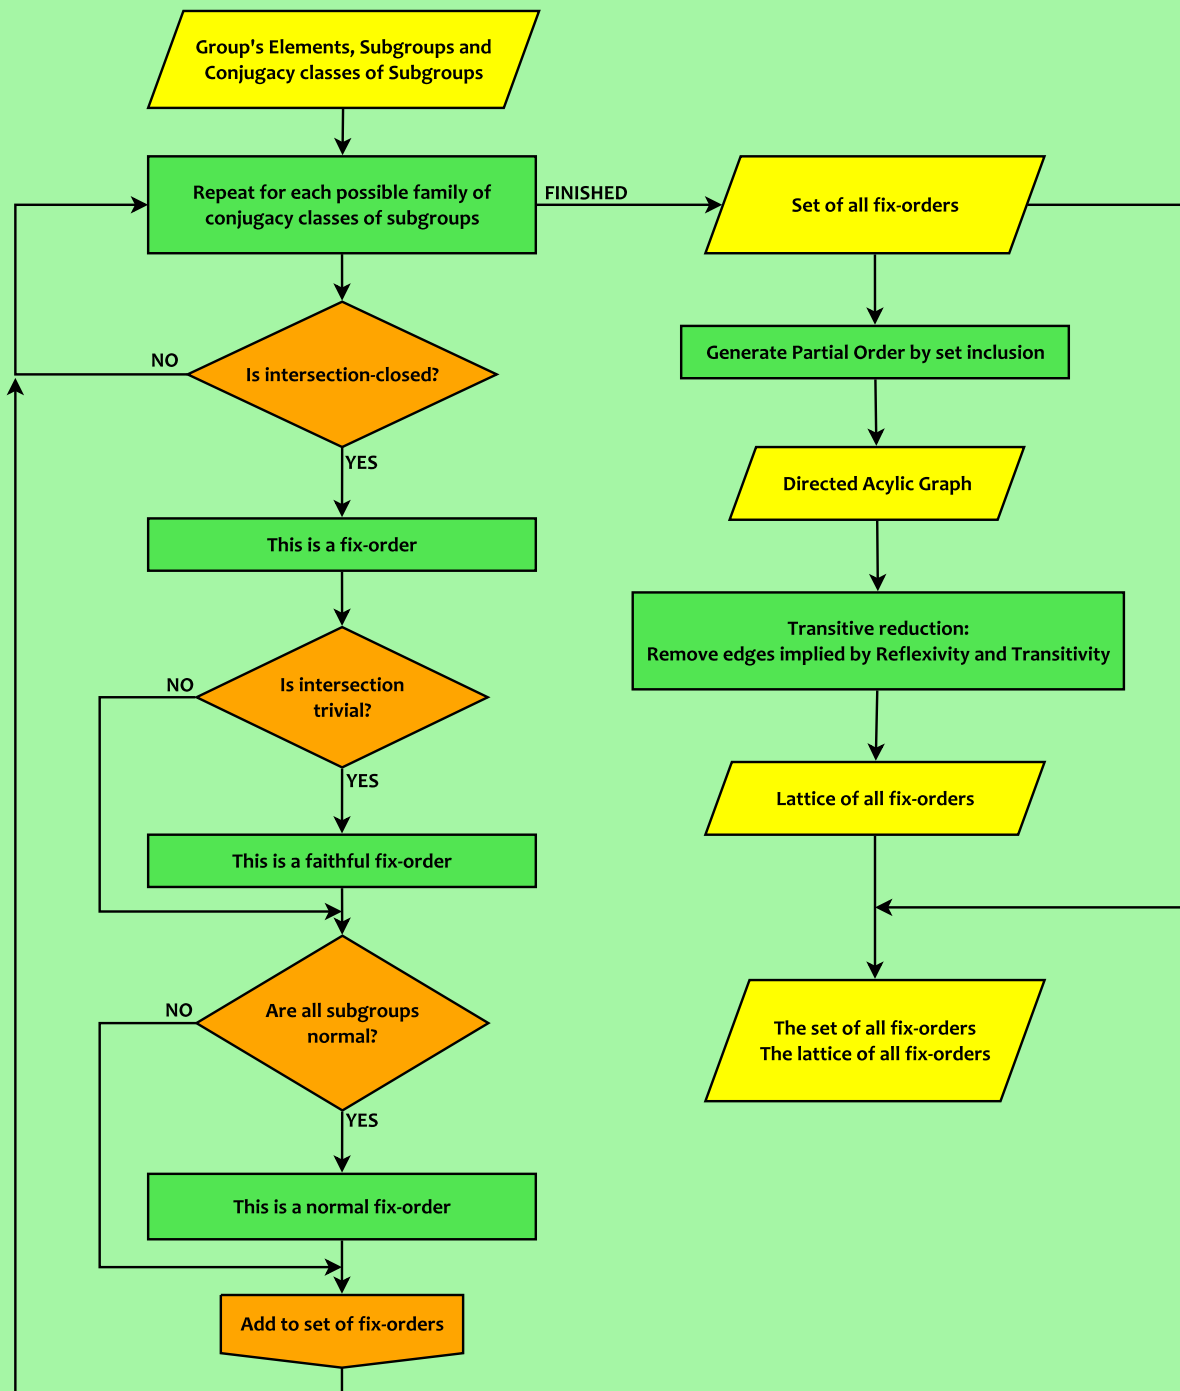 Group's Elements, Subgroups and
Conjugacy classes of Subgroups
Repeat for each possible family of
conjugacy classes of subgroups
FINISHED
Set of all fix-orders
Is intersection-closed?
NO
YES
This is a fix-order
Is intersection
trivial?
NO
YES
This is a faithful fix-order
Are all subgroups
normal?
NO
YES
This is a normal fix-order
Add to set of fix-orders
Generate Partial Order by set inclusion
Directed Acylic Graph
Transitive reduction:
Remove edges implied by Reflexivity and Transitivity
Lattice of all fix-orders
The set of all fix-orders
The lattice of all fix-orders